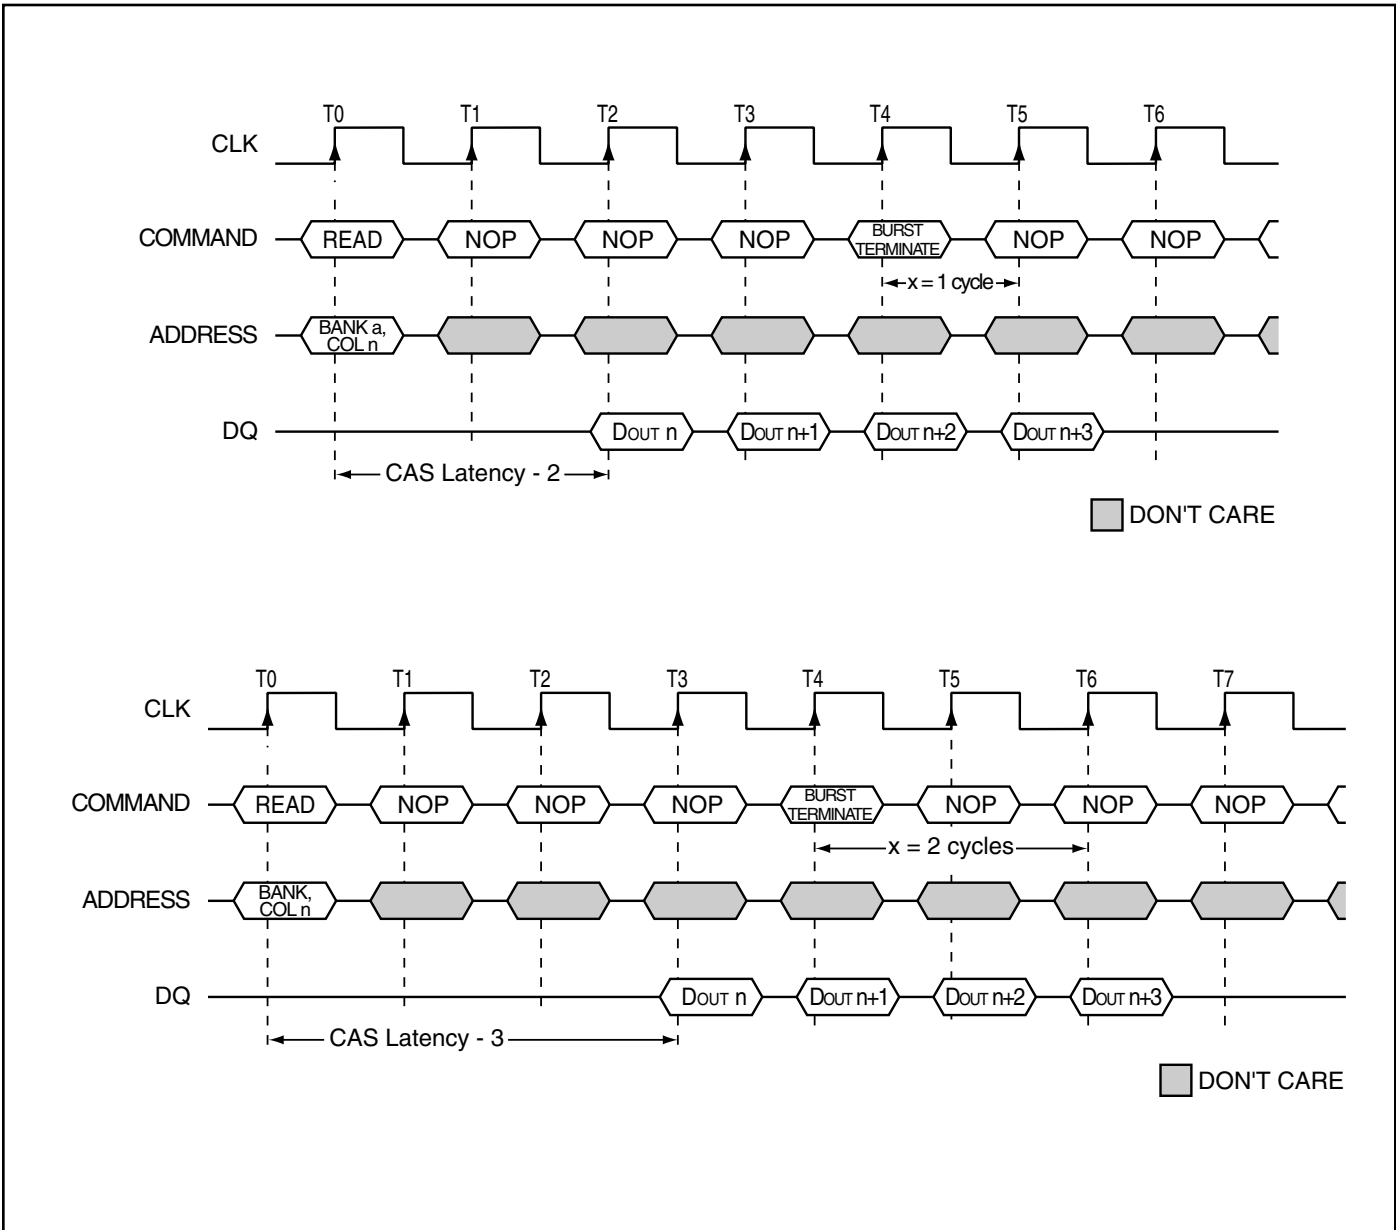 T0 T1 T2 T3 T4 T5 T6
CLK
COMMAND READ NOP NOP NOP BURST TERMINATE NOP NOP
x = 1 cycle
ADDRESS BANK a, COL n
DQ DOUT n DOUT n+1 DOUT n+2 DOUT n+3
CAS Latency - 2
DON'T CARE
T0 T1 T2 T3 T4 T5 T6 T7
CLK
COMMAND READ NOP NOP NOP BURST TERMINATE NOP NOP NOP
x = 2 cycles
ADDRESS BANK, COL n
DQ DOUT n DOUT n+1 DOUT n+2 DOUT n+3
CAS Latency - 3
DON'T CARE